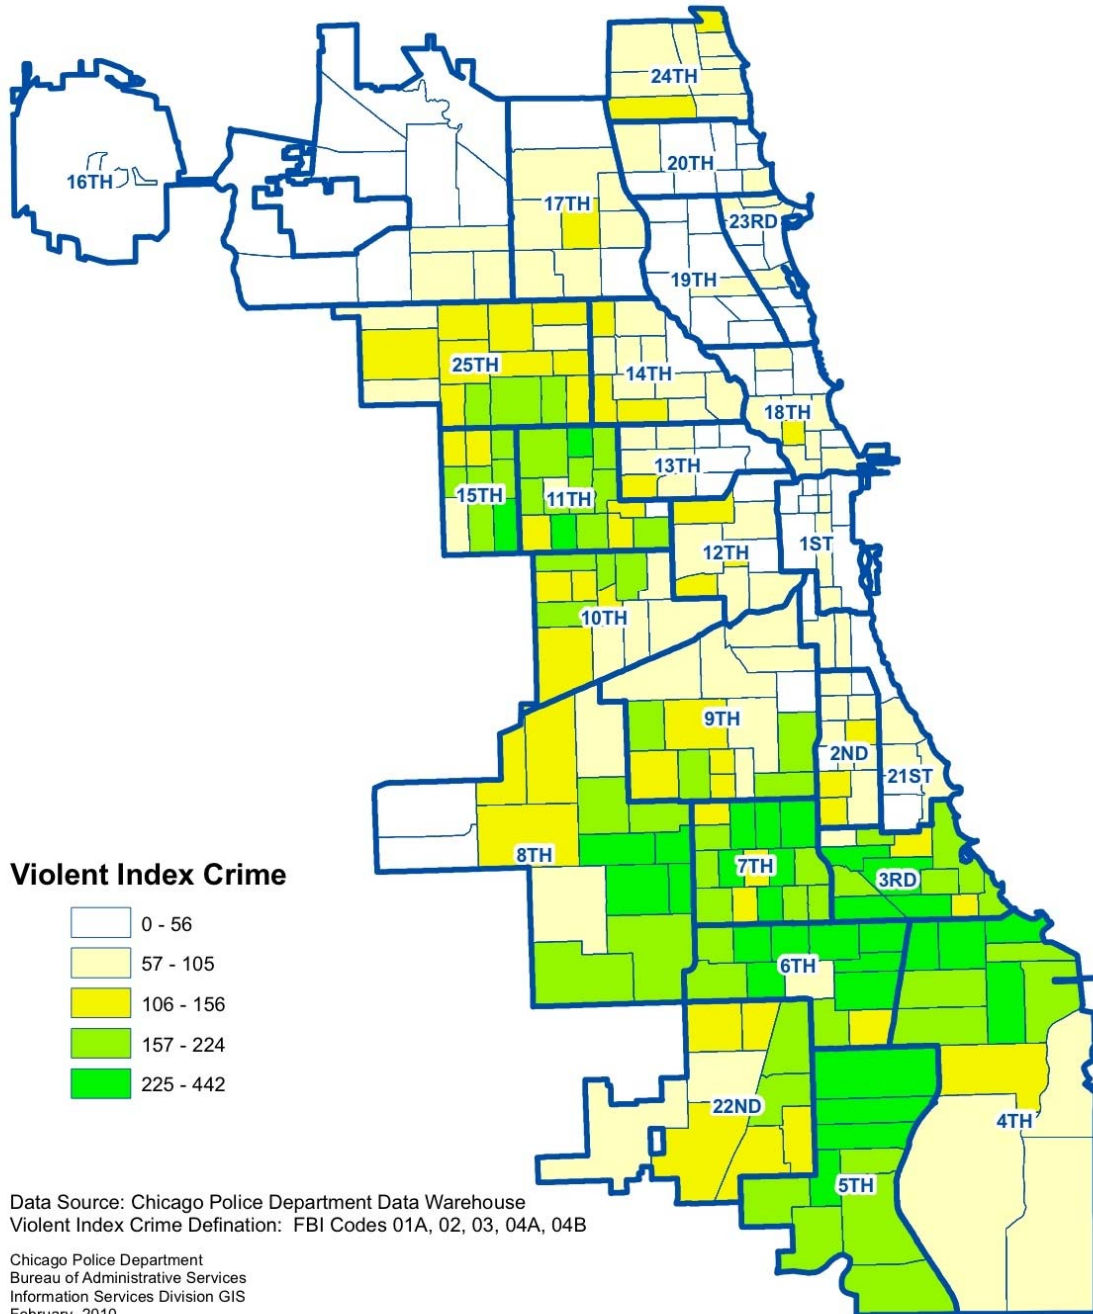 24TH
20TH
16TH
17TH
23RD
19TH
25TH
14TH
18TH
13TH
15TH
11TH
1ST
12TH
10TH
9TH
2ND
21ST
8TH
7TH
3RD
6TH
22ND
4TH
5TH
Violent Index Crime
0 - 56
57 - 105
106 - 156
157 - 224
225 - 442
Data Source: Chicago Police Department Data Warehouse
Violent Index Crime Defination: FBI Codes 01A, 02, 03, 04A, 04B
Chicago Police Department
Bureau of Administrative Services
Information Services Division GIS
February, 2010